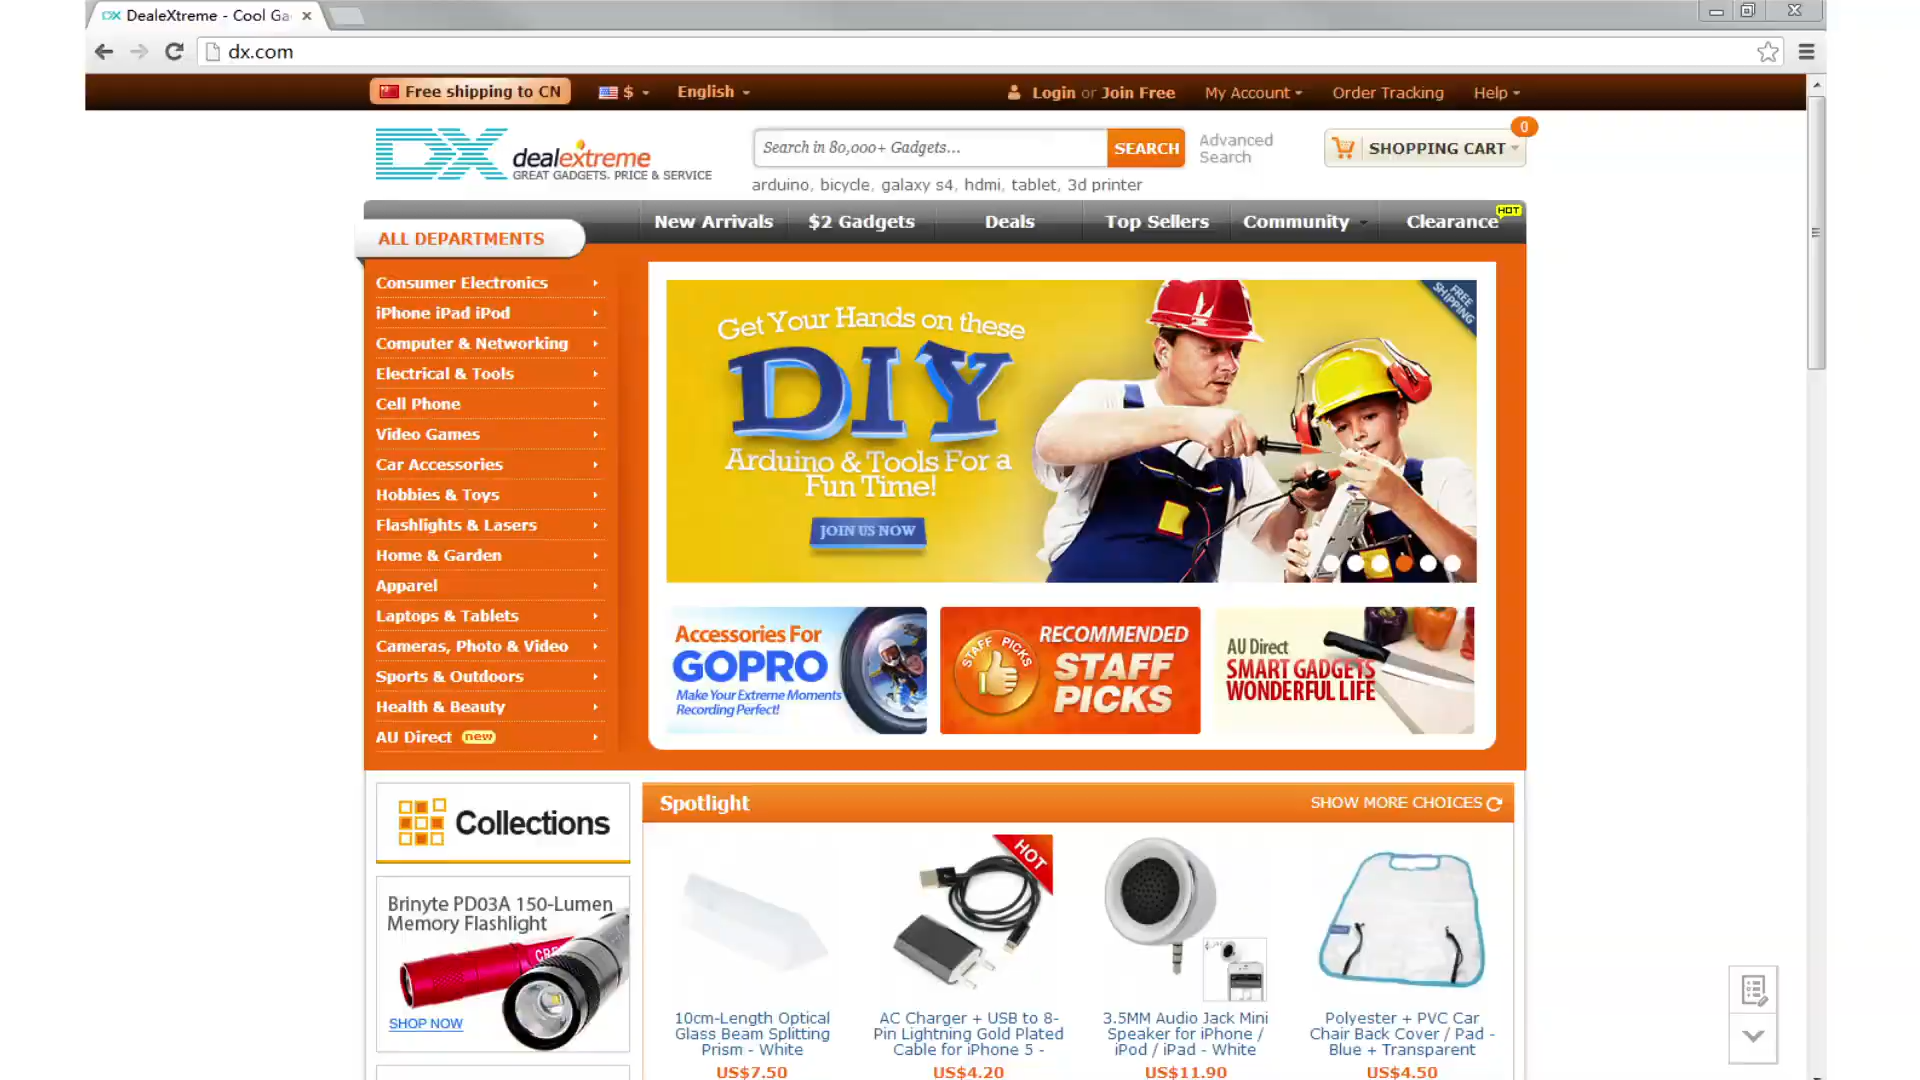 DX DealeXtreme - Cool Ga
dx.com
Free shipping to CN
$
English
Login or Join Free
My Account
Order Tracking
Help
DX
dealextreme
GREAT GADGETS. PRICE & SERVICE
Search in 80,000+ Gadgets...
SEARCH
Advanced
Search
0
SHOPPING CART
arduino, bicycle, galaxy s4, hdmi, tablet, 3d printer
ALL DEPARTMENTS
New Arrivals
$2 Gadgets
Deals
Top Sellers
Community
Clearance
HOT
Consumer Electronics
iPhone iPad iPod
Computer & Networking
Electrical & Tools
Cell Phone
Video Games
Car Accessories
Hobbies & Toys
Flashlights & Lasers
Home & Garden
Apparel
Laptops & Tablets
Cameras, Photo & Video
Sports & Outdoors
Health & Beauty
AU Direct new
FREE
SHIPPING
Get Your Hands on these
DIY
Arduino & Tools For a
Fun Time!
JOIN US NOW
Accessories For
GOPRO
Make Your Extreme Moments
Recording Perfect!
STAFF PICKS
RECOMMENDED
STAFF
PICKS
AU Direct
SMART GADGETS
WONDERFUL LIFE
Collections
Brinyte PD03A 150-Lumen
Memory Flashlight
SHOP NOW
Spotlight
SHOW MORE CHOICES
HOT
10cm-Length Optical
Glass Beam Splitting
Prism - White
US$7.50
AC Charger + USB to 8-
Pin Lightning Gold Plated
Cable for iPhone 5 -
US$4.20
3.5MM Audio Jack Mini
Speaker for iPhone /
iPod / iPad - White
US$11.90
Polyester + PVC Car
Chair Back Cover / Pad -
Blue + Transparent
US$4.50